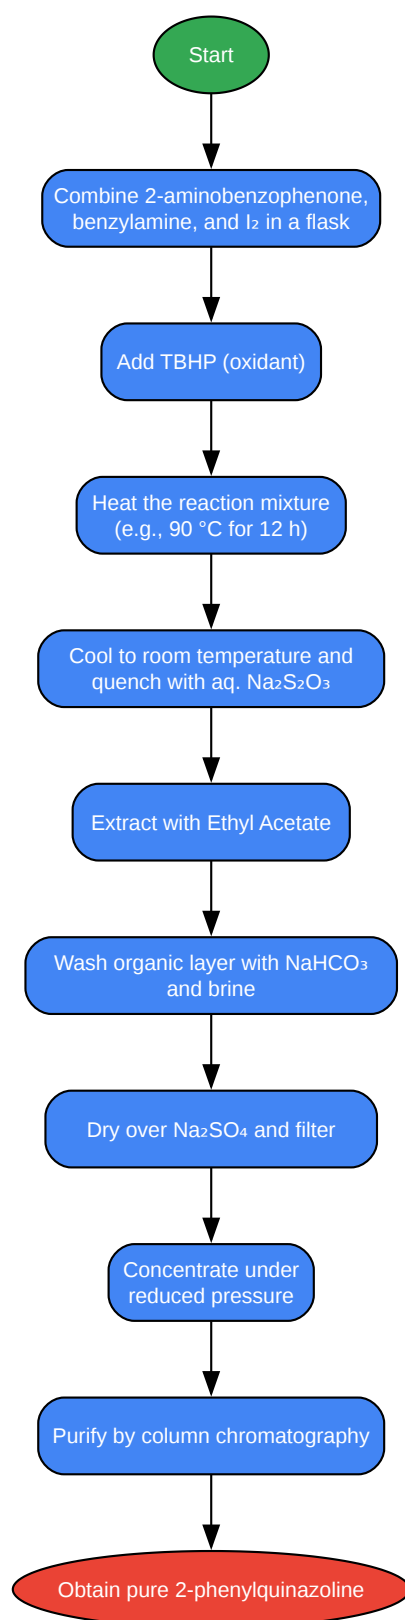 Start
Combine 2-aminobenzophenone,
benzylamine, and I₂ in a flask
Add TBHP (oxidant)
Heat the reaction mixture
(e.g., 90 °C for 12 h)
Cool to room temperature and
quench with aq. Na₂S₂O₃
Extract with Ethyl Acetate
Wash organic layer with NaHCO₃
and brine
Dry over Na₂SO₄ and filter
Concentrate under
reduced pressure
Purify by column chromatography
Obtain pure 2-phenylquinazoline